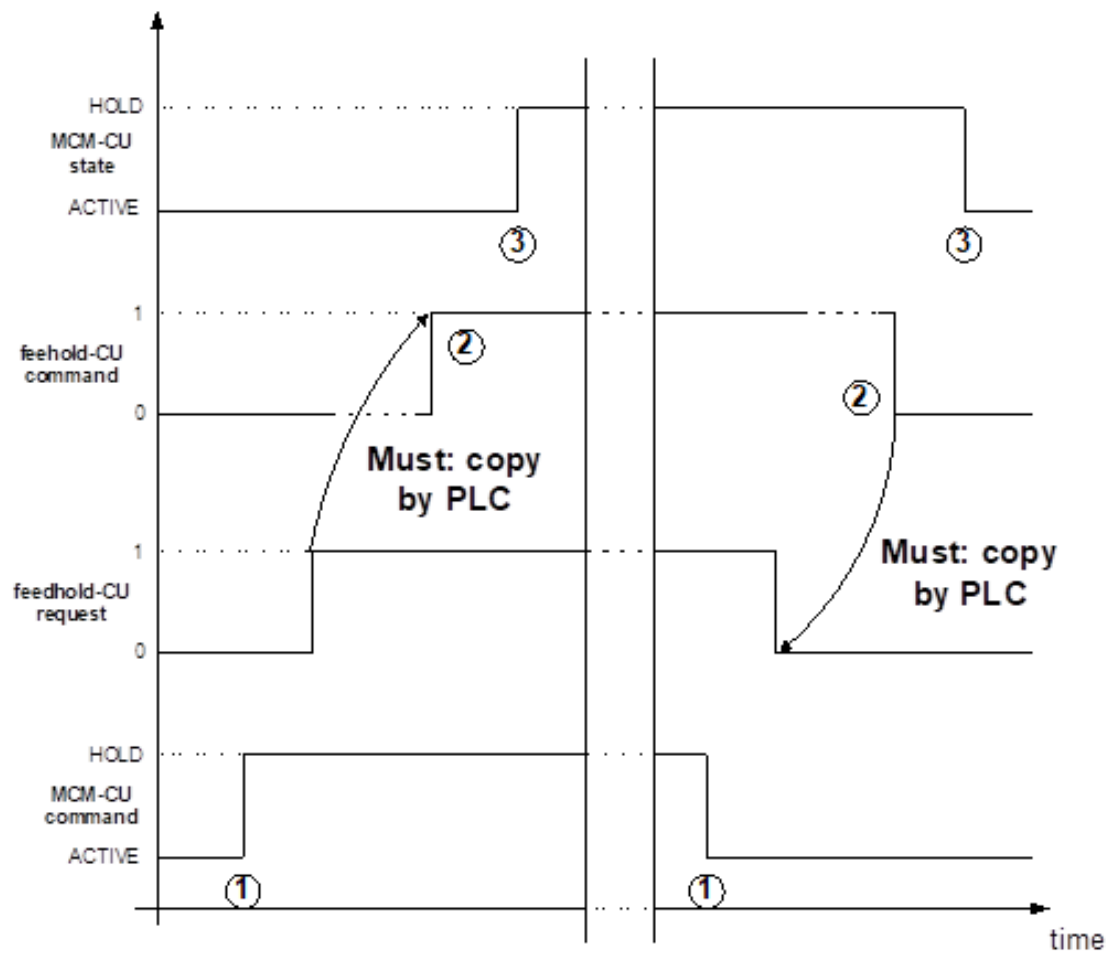 HOLD
MCM-CU
state
ACTIVE
3
3
1
feehold-CU
command
0
2
2
Must: copy
by PLC
1
feedhold-CU
request
0
Must: copy
by PLC
HOLD
MCM-CU
command
ACTIVE
1
1
time